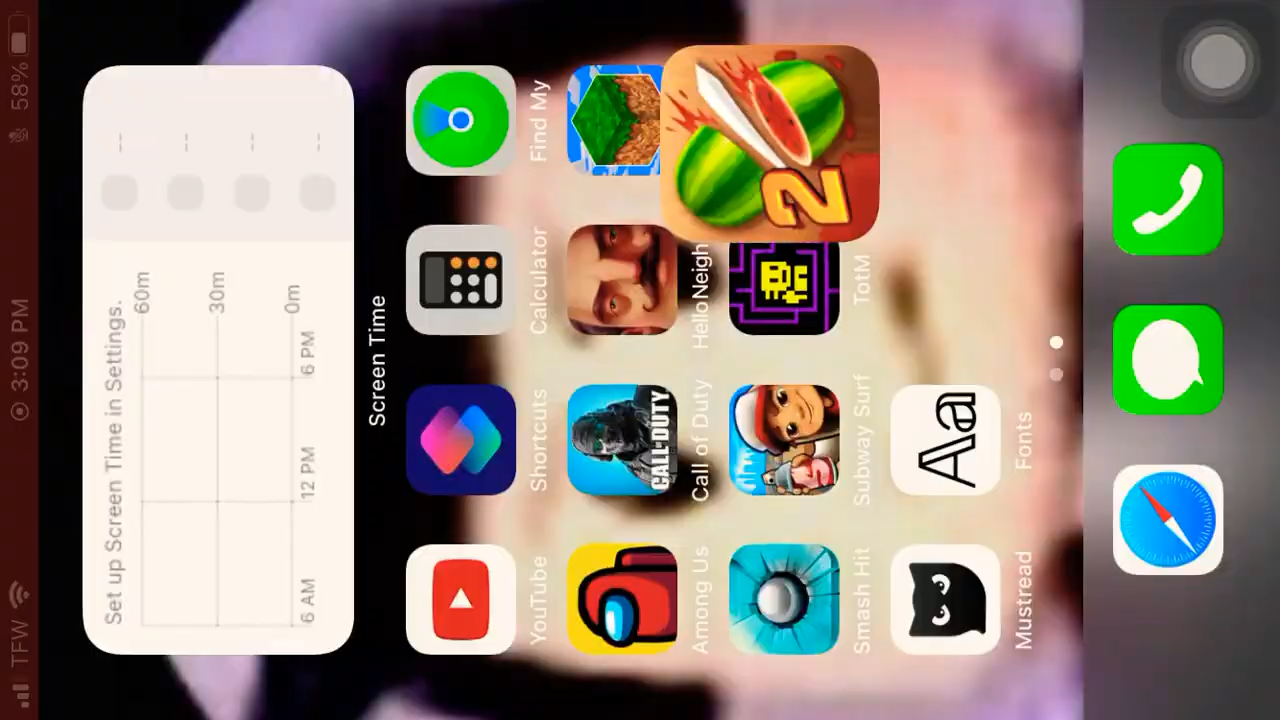 TFW
3:09 PM
58%
Set up Screen Time in Settings.
60m
30m
0m
6 AM
12 PM
6 PM
-- -- -- --
Screen Time
YouTube
Shortcuts
Calculator
Find My
CALL·DUTY
Among Us
Call of Duty
Hello Neigh
2
Smash Hit
Subway Surf
TotM
Aa
Mustread
Fonts